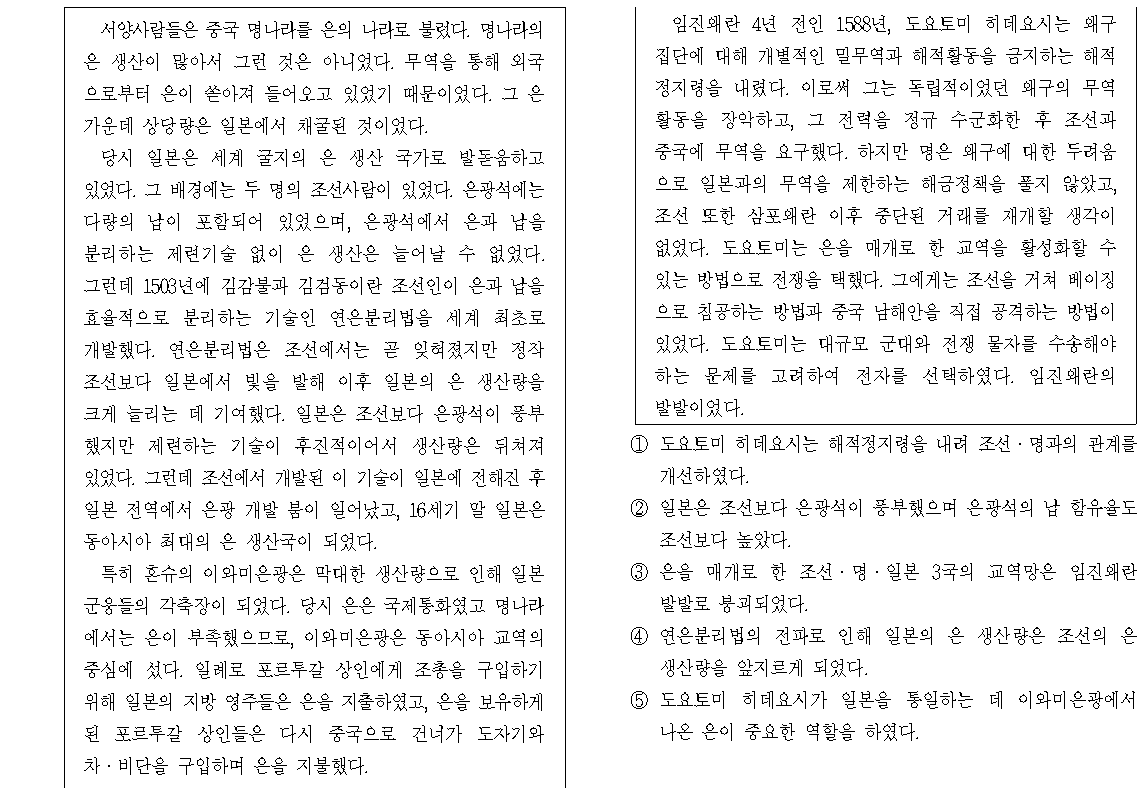 서양사람들은 중국 명나라를 은의 나라로 불렀다. 명나라의
은 생산이 많아서 그런 것은 아니었다. 무역을 통해 외국
으로부터 은이 쏟아져 들어오고 있었기 때문이었다. 그 은
가운데 상당량은 일본에서 채굴된 것이었다.
당시 일본은 세계 굴지의 은 생산 국가로 발돋움하고
있었다. 그 배경에는 두 명의 조선사람이 있었다. 은광석에는
다량의 납이 포함되어 있었으며, 은광석에서 은과 납을
분리하는 제련기술 없이 은 생산은 늘어날 수 없었다.
그런데 1503년에 김감불과 김검동이란 조선인이 은과 납을
효율적으로 분리하는 기술인 연은분리법을 세계 최초로
개발했다. 연은분리법은 조선에서는 곧 잊혀졌지만 정작
조선보다 일본에서 빛을 발해 이후 일본의 은 생산량을
크게 늘리는 데 기여했다. 일본은 조선보다 은광석이 풍부
했지만 제련하는 기술이 후진적이어서 생산량은 뒤쳐져
있었다. 그런데 조선에서 개발된 이 기술이 일본에 전해진 후
일본 전역에서 은광 개발 붐이 일어났고, 16세기 말 일본은
동아시아 최대의 은 생산국이 되었다.
특히 혼슈의 이와미은광은 막대한 생산량으로 인해 일본
군웅들의 각축장이 되었다. 당시 은은 국제통화였고 명나라
에서는 은이 부족했으므로, 이와미은광은 동아시아 교역의
중심에 섰다. 일례로 포르투갈 상인에게 조총을 구입하기
위해 일본의 지방 영주들은 은을 지출하였고, 은을 보유하게
된 포르투갈 상인들은 다시 중국으로 건너가 도자기와
차·비단을 구입하며 은을 지불했다.
임진왜란 4년 전인 1588년, 도요토미 히데요시는 왜구
집단에 대해 개별적인 밀무역과 해적활동을 금지하는 해적
정지령을 내렸다. 이로써 그는 독립적이었던 왜구의 무역
활동을 장악하고, 그 전력을 정규 수군화한 후 조선과
중국에 무역을 요구했다. 하지만 명은 왜구에 대한 두려움
으로 일본과의 무역을 제한하는 해금정책을 풀지 않았고,
조선 또한 삼포왜란 이후 중단된 거래를 재개할 생각이
없었다. 도요토미는 은을 매개로 한 교역을 활성화할 수
있는 방법으로 전쟁을 택했다. 그에게는 조선을 거쳐 베이징
으로 침공하는 방법과 중국 남해안을 직접 공격하는 방법이
있었다. 도요토미는 대규모 군대와 전쟁 물자를 수송해야
하는 문제를 고려하여 전자를 선택하였다. 임진왜란의
발발이었다.
① 도요토미 히데요시는 해적정지령을 내려 조선·명과의 관계를
개선하였다.
② 일본은 조선보다 은광석이 풍부했으며 은광석의 납 함유율도
조선보다 높았다.
③ 은을 매개로 한 조선·명·일본 3국의 교역망은 임진왜란
발발로 붕괴되었다.
④ 연은분리법의 전파로 인해 일본의 은 생산량은 조선의 은
생산량을 앞지르게 되었다.
⑤ 도요토미 히데요시가 일본을 통일하는 데 이와미은광에서
나온 은이 중요한 역할을 하였다.